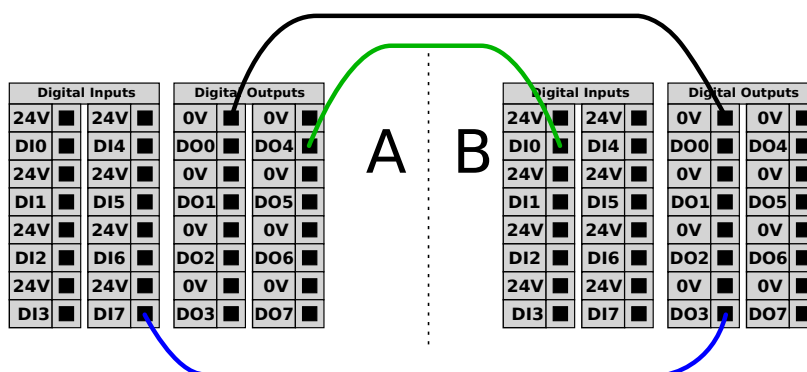 Digital Inputs Digital Outputs Digital Inputs Digital Outputs
24V 24V 0V 0V 24V 24V 0V 0V
DI0 DI4 DO0 DO4 A B DI0 DI4 DO0 DO4
24V 24V 0V 0V 24V 24V 0V 0V
DI1 DI5 DO1 DO5 DI1 DI5 DO1 DO5
24V 24V 0V 0V 24V 24V 0V 0V
DI2 DI6 DO2 DO6 DI2 DI6 DO2 DO6
24V 24V 0V 0V 24V 24V 0V 0V
DI3 DI7 DO3 DO7 DI3 DI7 DO3 DO7